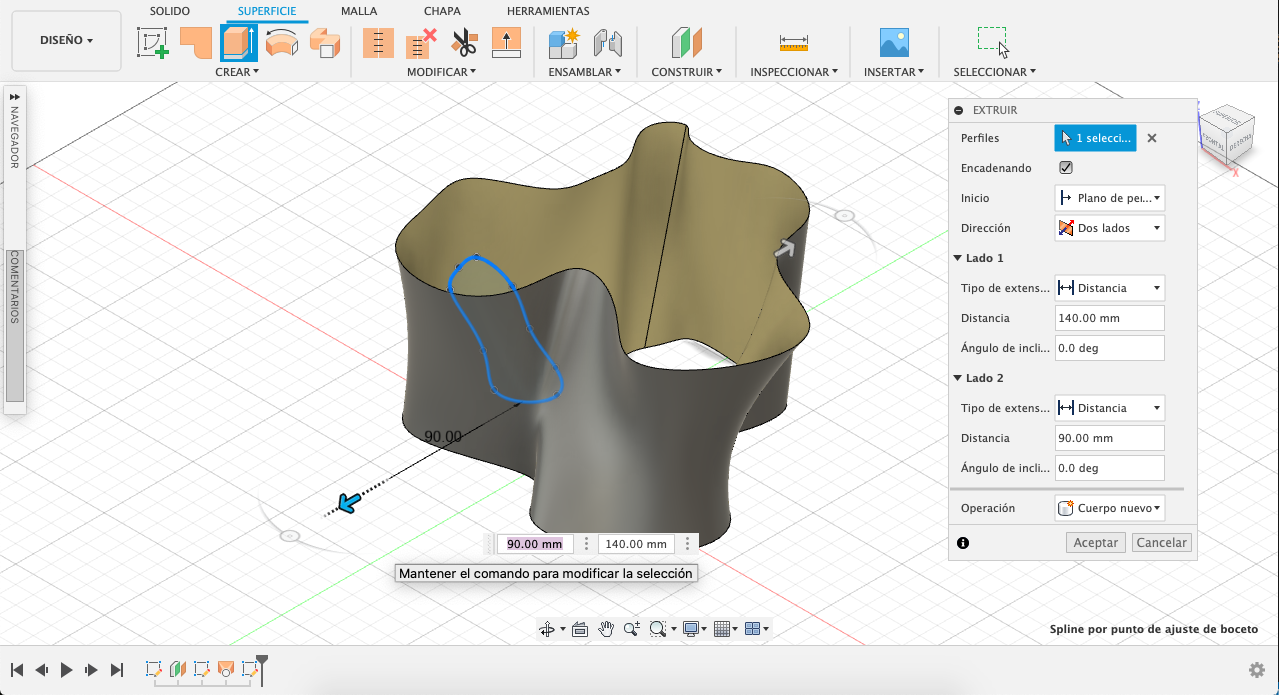 SOLIDO SUPERFICIE MALLA CHAPA HERRAMIENTAS
DISEÑO
CREAR MODIFICAR ENSAMBLAR CONSTRUIR INSPECCIONAR INSERTAR SELECCIONAR
NAVEGADOR
COMENTARIOS
EXTRUIR
Perfiles 1 selecci...
Encadenando
Inicio Plano de per...
Dirección Dos lados
Lado 1
Tipo de extens... Distancia
Distancia 140.00 mm
Ángulo de incli... 0.0 deg
Lado 2
Tipo de extens... Distancia
Distancia 90.00 mm
Ángulo de incli... 0.0 deg
Operación Cuerpo nuevo
Aceptar Cancelar
SUPERIOR
FRONTAL DERECHA
X
90.00
90.00 mm 140.00 mm
Mantener el comando para modificar la selección
Spline por punto de ajuste de boceto